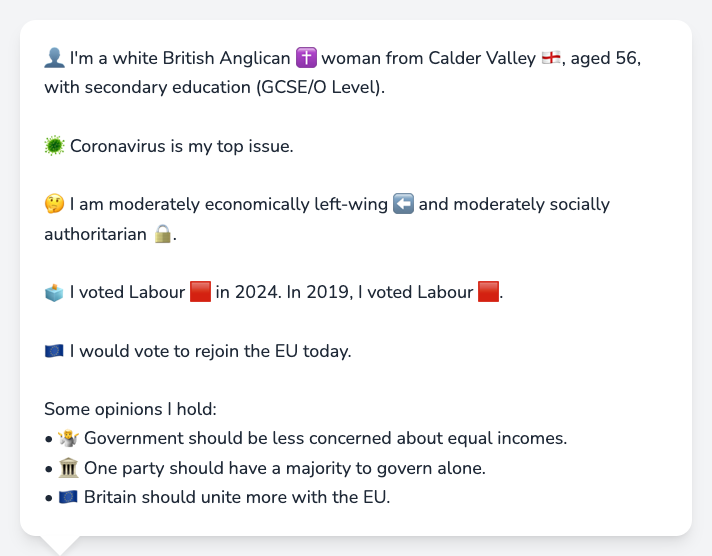 👤 I'm a white British Anglican ✝️ woman from Calder Valley 🏴󠁧󠁢󠁥󠁮󠁧󠁿, aged 56,
with secondary education (GCSE/O Level).
🦠 Coronavirus is my top issue.
🤔 I am moderately economically left-wing ⬅️ and moderately socially
authoritarian 🔒.
🗳️ I voted Labour 🟥 in 2024. In 2019, I voted Labour 🟥.
🇪🇺 I would vote to rejoin the EU today.
Some opinions I hold:
• 🤷 Government should be less concerned about equal incomes.
• 🏛️ One party should have a majority to govern alone.
• 🇪🇺 Britain should unite more with the EU.